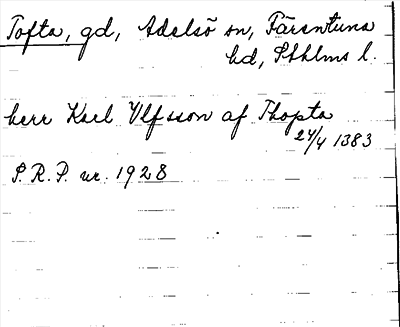 Tofta, gd, Adelsö sn, Färentuna
hd, Sthlms l.
herr Karl Ulfsson af Thopta
24/4 1383
S.R.P. nr. 1928